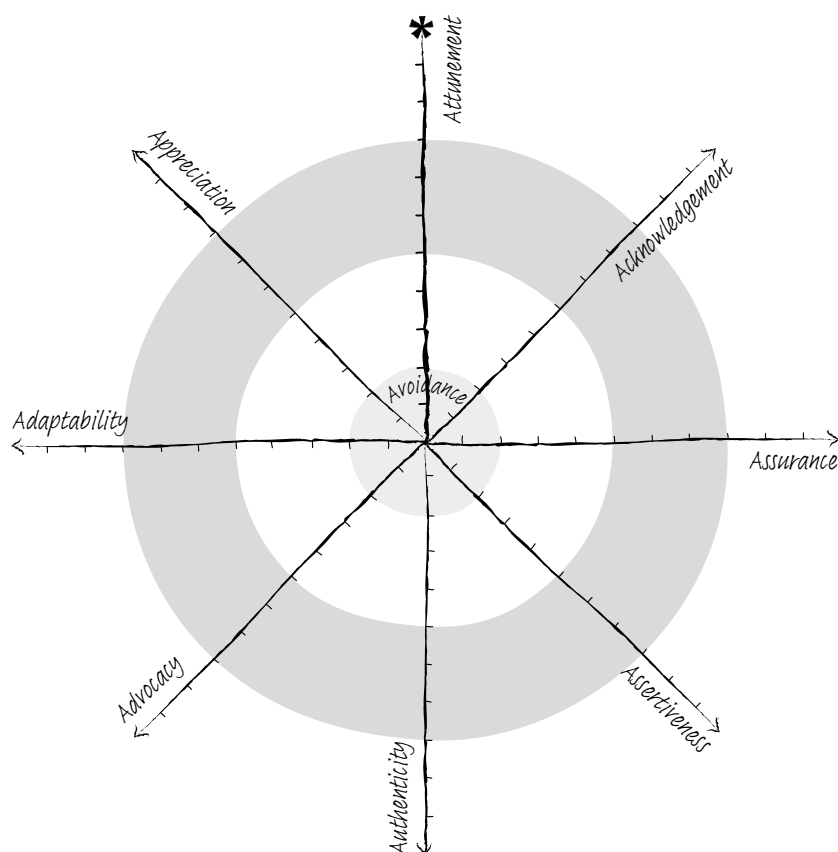 *
Attunement
Acknowledgement
Assurance
Assertiveness
Authenticity
Advocacy
Adaptability
Appreciation
Avoidance